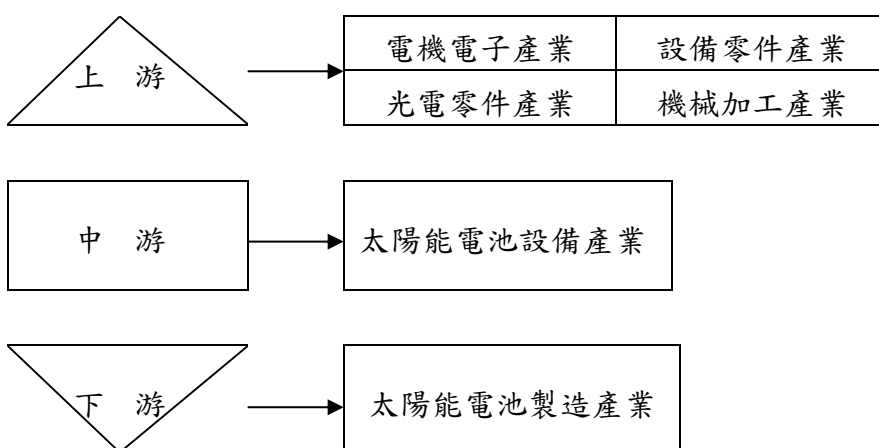 上 游
電機電子產業 設備零件產業
光電零件產業 機械加工產業
中 游
太陽能電池設備產業
下 游
太陽能電池製造產業